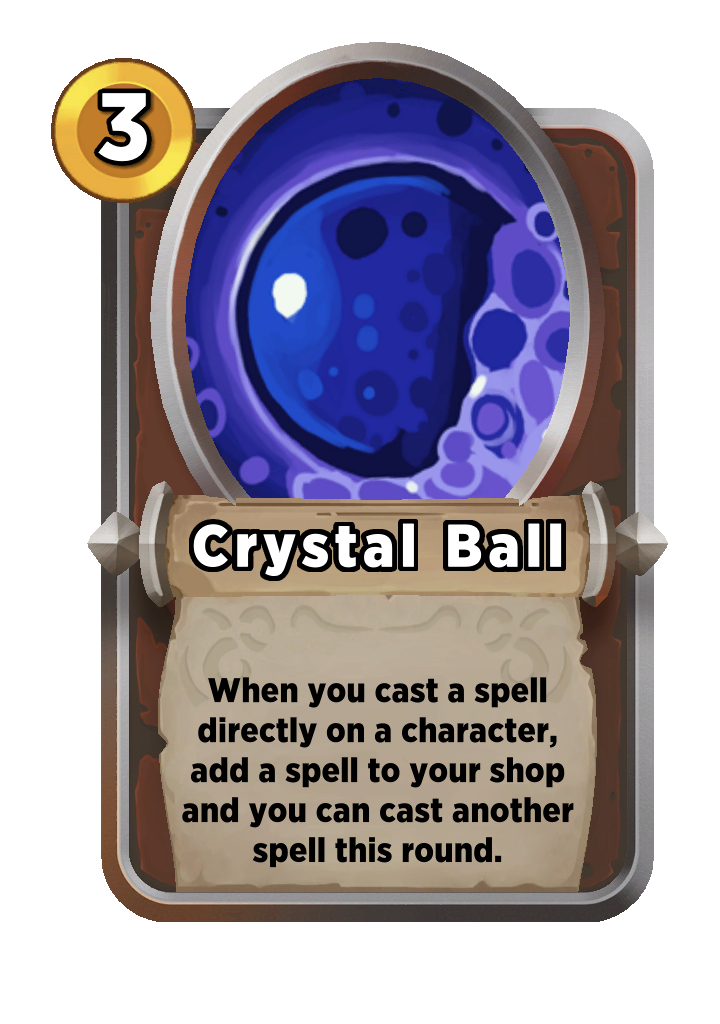 3
Crystal Ball
When you cast a spell
directly on a character,
add a spell to your shop
and you can cast another
spell this round.